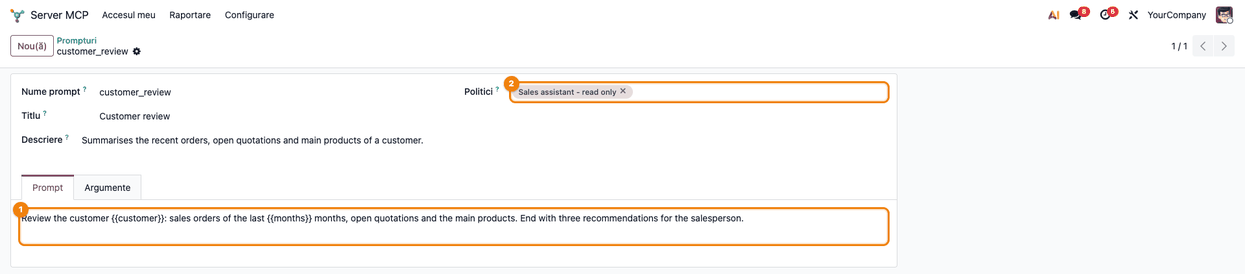 Server MCP Accesul meu Raportare Configurare AI 8 5 YourCompany
Nou(ă) Prompturi
customer_review 1 / 1
Nume prompt ? customer_review Politici ? 2 Sales assistant - read only ×
Titlu ? Customer review
Descriere ? Summarises the recent orders, open quotations and main products of a customer.
Prompt Argumente
1
Review the customer {{customer}}: sales orders of the last {{months}} months, open quotations and the main products. End with three recommendations for the salesperson.